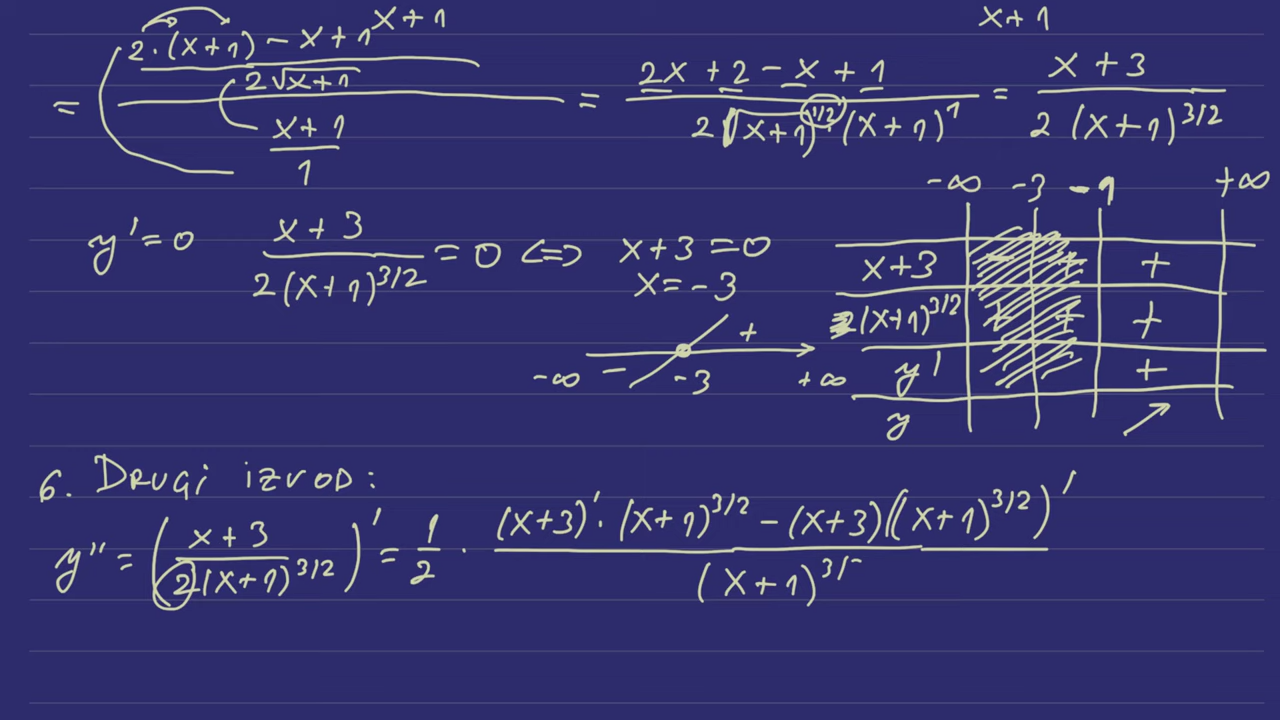 x+1
= (2·(x+1) - x+1^{x+1} / 2√x+1) / ((x+1)/1) = (2x+2-x+1) / (2√(x+1)^{1/2}·(x+1)^1) = (x+3) / (2(x+1)^{3/2})
-∞ -3 -1 +∞
y'=0 (x+3) / (2(x+1)^{3/2}) = 0 <=> x+3=0
x=-3
x+3 - + +
2(x+1)^{3/2} + + +
y' +
y
-∞ - -3 + +∞
6. DRUGi izVOD:
y'' = ((x+3) / (2(x+1)^{3/2}))' = 1/2 · ((x+3)'·(x+1)^{3/2} - (x+3)((x+1)^{3/2})') / (x+1)^{3/-}